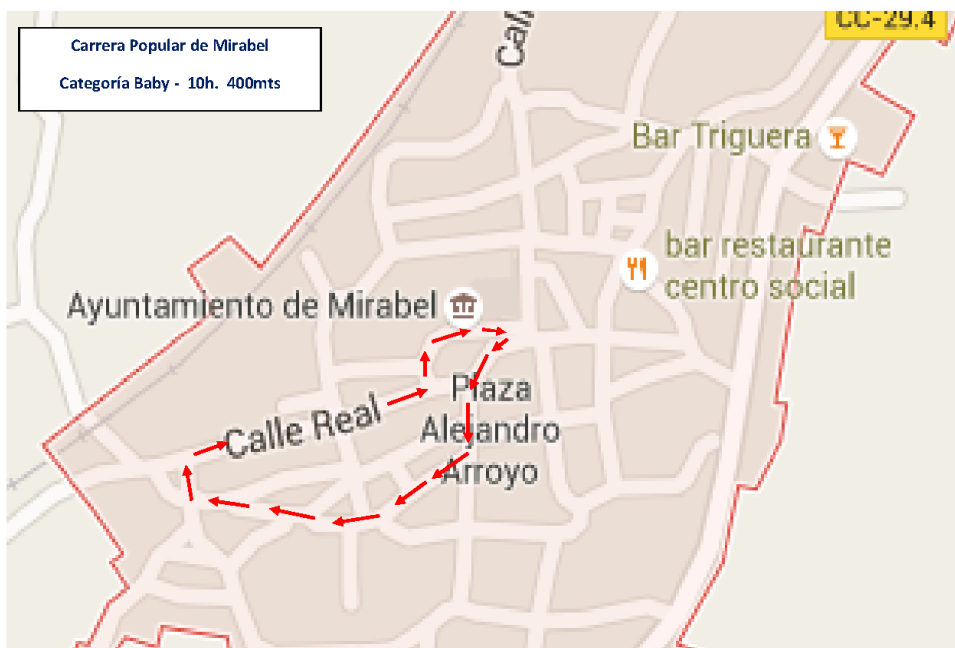 Carrera Popular de Mirabel
Categoría Baby - 10h. 400mts
Call
CC-29.4
Bar Triguera
bar restaurante
centro social
Ayuntamiento de Mirabel
Calle Real
Plaza
Alejandro
Arroyo